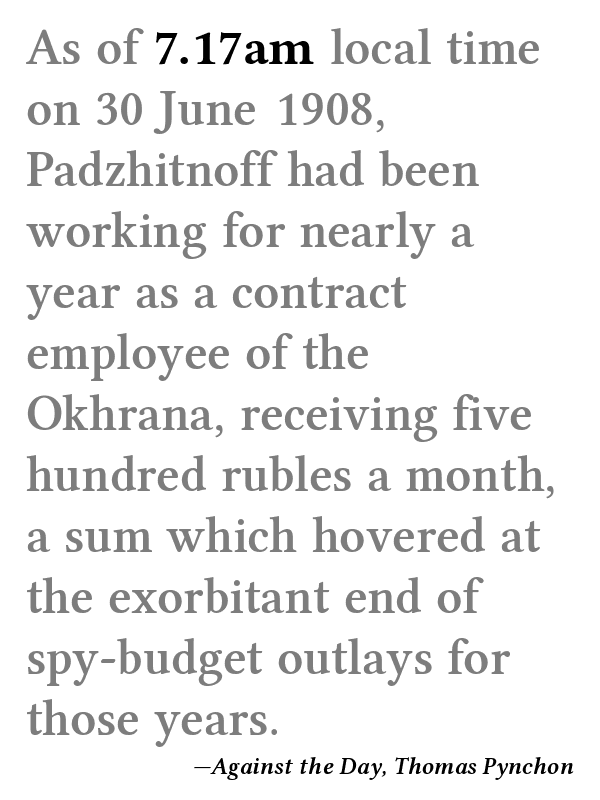 As of 7.17am local time
on 30 June 1908,
Padzhitnoff had been
working for nearly a
year as a contract
employee of the
Okhrana, receiving five
hundred rubles a month,
a sum which hovered at
the exorbitant end of
spy-budget outlays for
those years.
—Against the Day, Thomas Pynchon